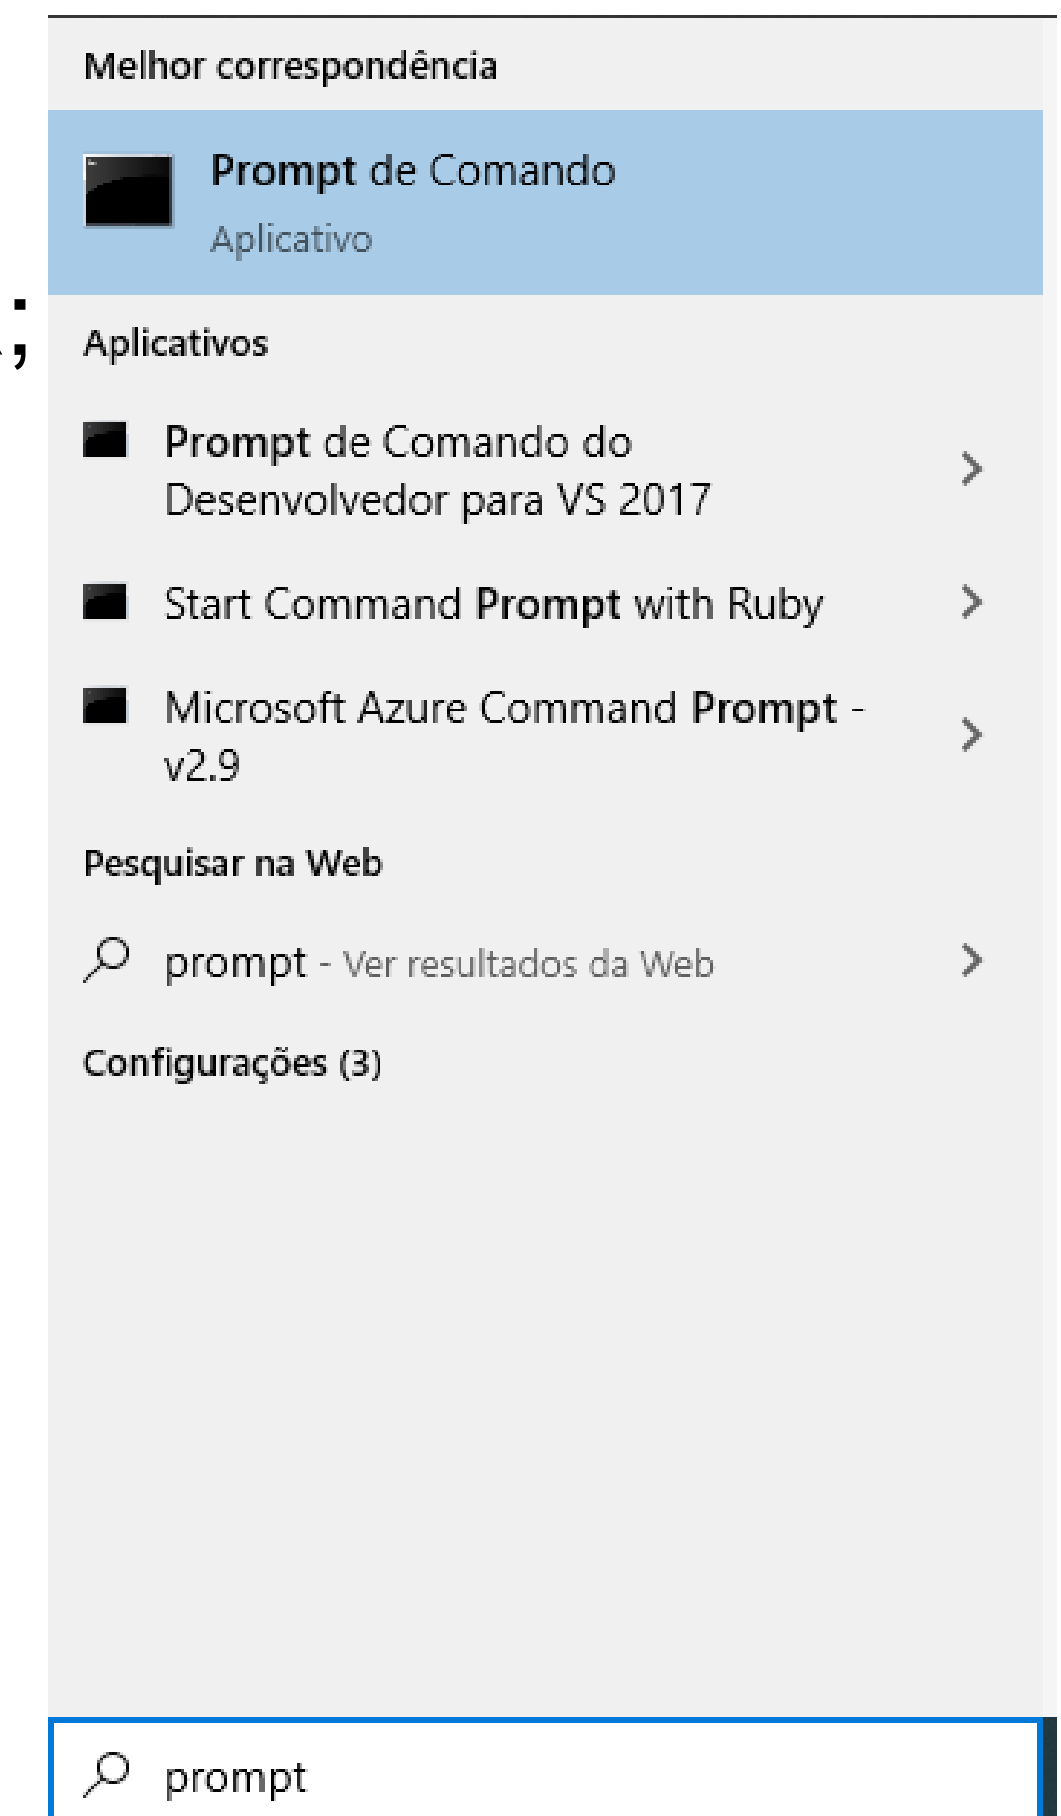 Melhor correspondência
Prompt de Comando
Aplicativo
;
Aplicativos
Prompt de Comando do
Desenvolvedor para VS 2017
Start Command Prompt with Ruby
Microsoft Azure Command Prompt -
v2.9
Pesquisar na Web
prompt - Ver resultados da Web
Configurações (3)
prompt